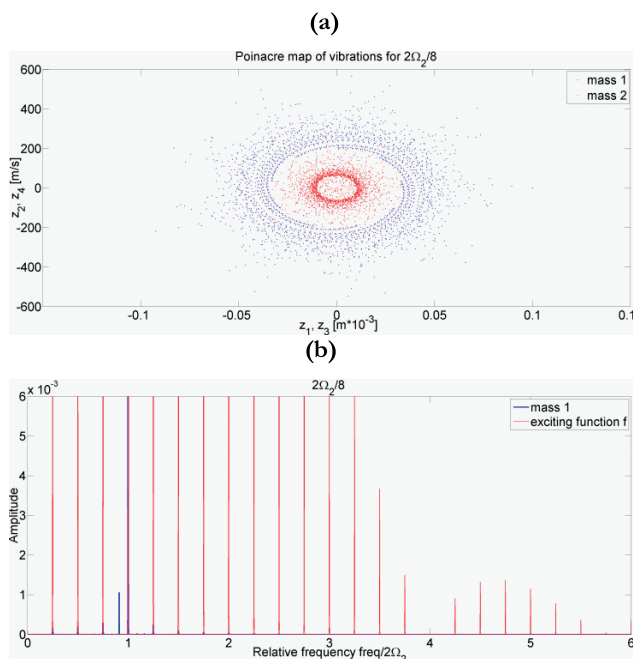 (a)
Poinacre map of vibrations for 2Ω₂/8
600
400
200
0
-200
-400
-600
z₂, z₄ [m/s]
mass 1
mass 2
-0.1
-0.05
0
0.05
0.1
0.1
z₁, z₃ [m*10⁻³]
(b)
2Ω₂/8
x 10⁻³
6
5
4
3
2
1
0
Amplitude
mass 1
exciting function f
0
1
2
3
4
5
6
Relative frequency freq/2Ω₂